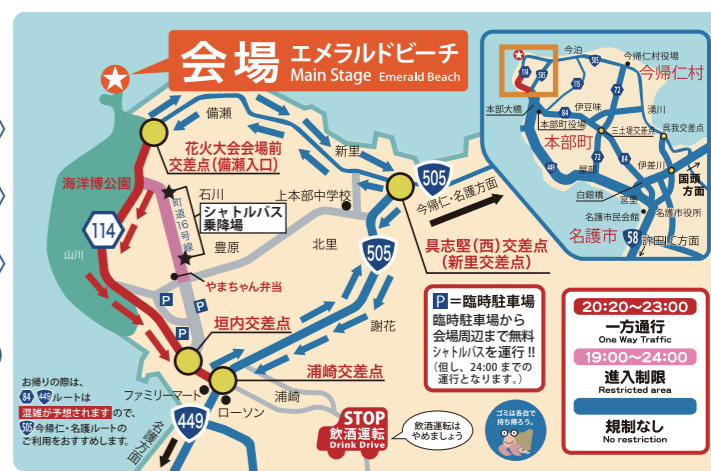 会場 エメラルドビーチ
Main Stage Emerald Beach
備瀬
花火大会会場前
交差点(備瀬入口)
新里
海洋博公園
石川
上本部中学校
シャトルバス
乗降場
町道16号線
505
今帰仁・名護方面
114
豊原
北里
具志堅(西)交差点
(新里交差点)
山川
505
やまちゃん弁当
P
P
垣内交差点
謝花
浦崎交差点
ファミリーマート
浦崎
ローソン
449
名護方面
お帰りの際は、
84 449ルートは
混雑が予想されますので、
505今帰仁・名護ルートの
ご利用をおすすめします。
STOP
飲酒運転
Drink Drive
飲酒運転は
やめましょう
ゴミは各自で
持ち帰ろう。
P=臨時駐車場
臨時駐車場から
会場周辺まで無料
シャトルバスを運行!!
(但し、24:00までの
運行となります。)
今泊
505
今帰仁村役場
今帰仁村
114
505
115
72
本部大橋
84
伊豆味
湧川
本部町役場
三土堤交差点
呉我交差点
本部町
72
84
伊差川
449
屋部
国頭
方面
白銀橋
宮里
名護市民会館
名護市役所
名護市
58
許田IC方面
20:20〜23:00
一方通行
One Way Traffic
19:00〜24:00
進入制限
Restricted area
規制なし
No restriction